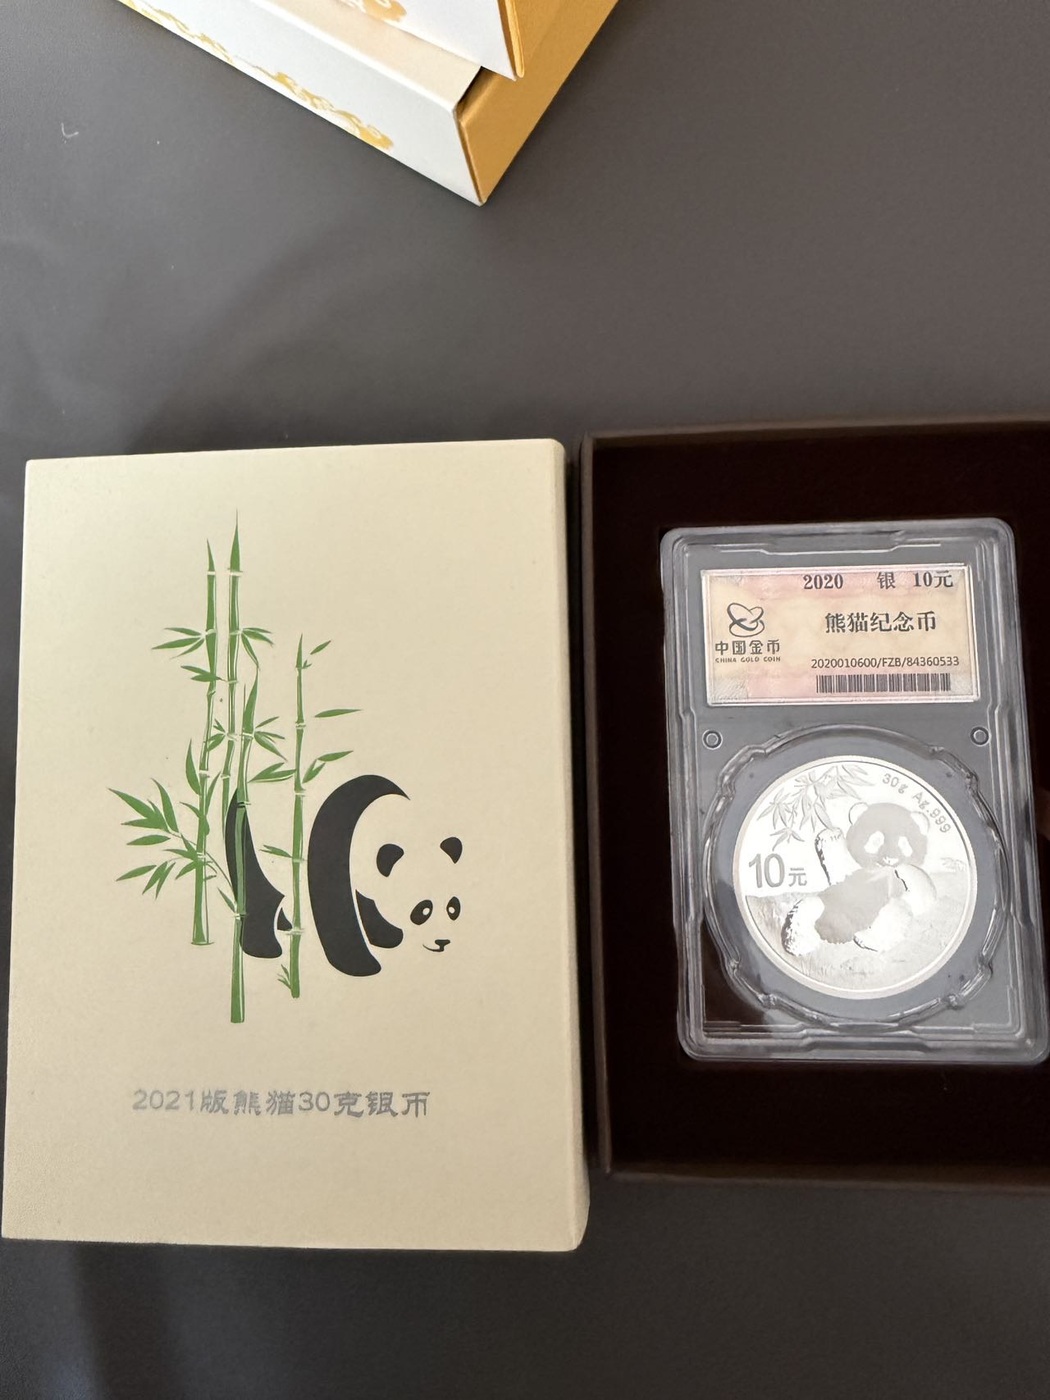 2021版熊猫30克银币
2020 银 10元
熊猫纪念币
中国金币
CHINA GOLD COIN
2020010600/FZB/84360533
30g Ag.999
10元